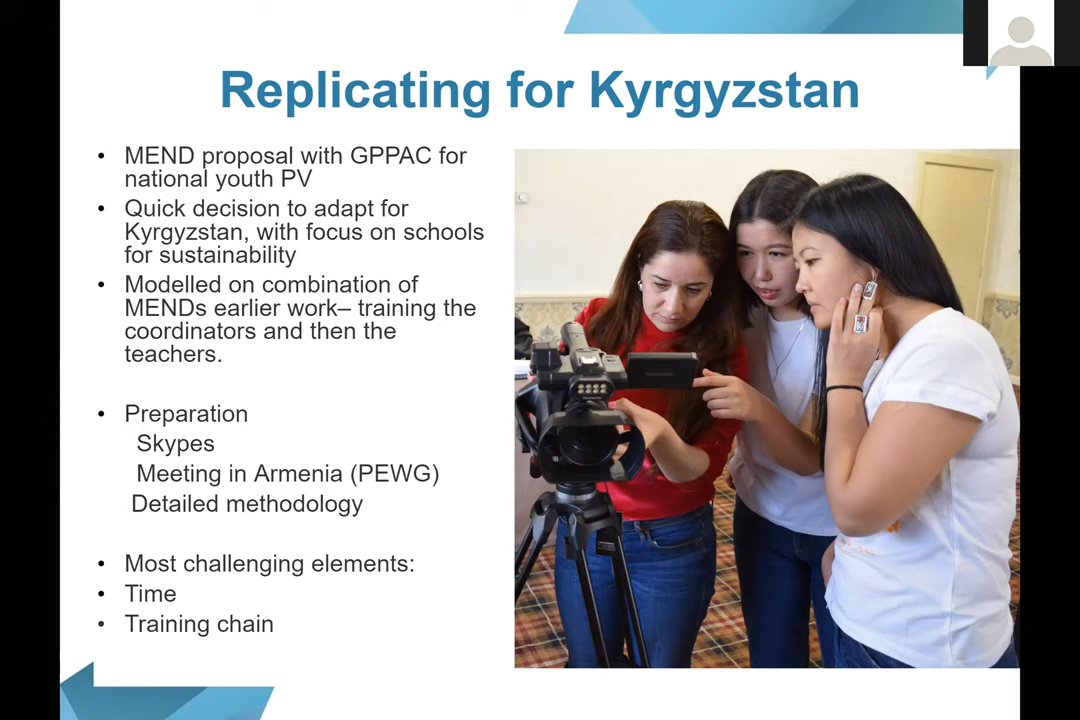 Replicating for Kyrgyzstan
• MEND proposal with GPPAC for
national youth PV
• Quick decision to adapt for
Kyrgyzstan, with focus on schools
for sustainability
• Modelled on combination of
MENDs earlier work– training the
coordinators and then the
teachers.
• Preparation
Skypes
Meeting in Armenia (PEWG)
Detailed methodology
• Most challenging elements:
• Time
• Training chain